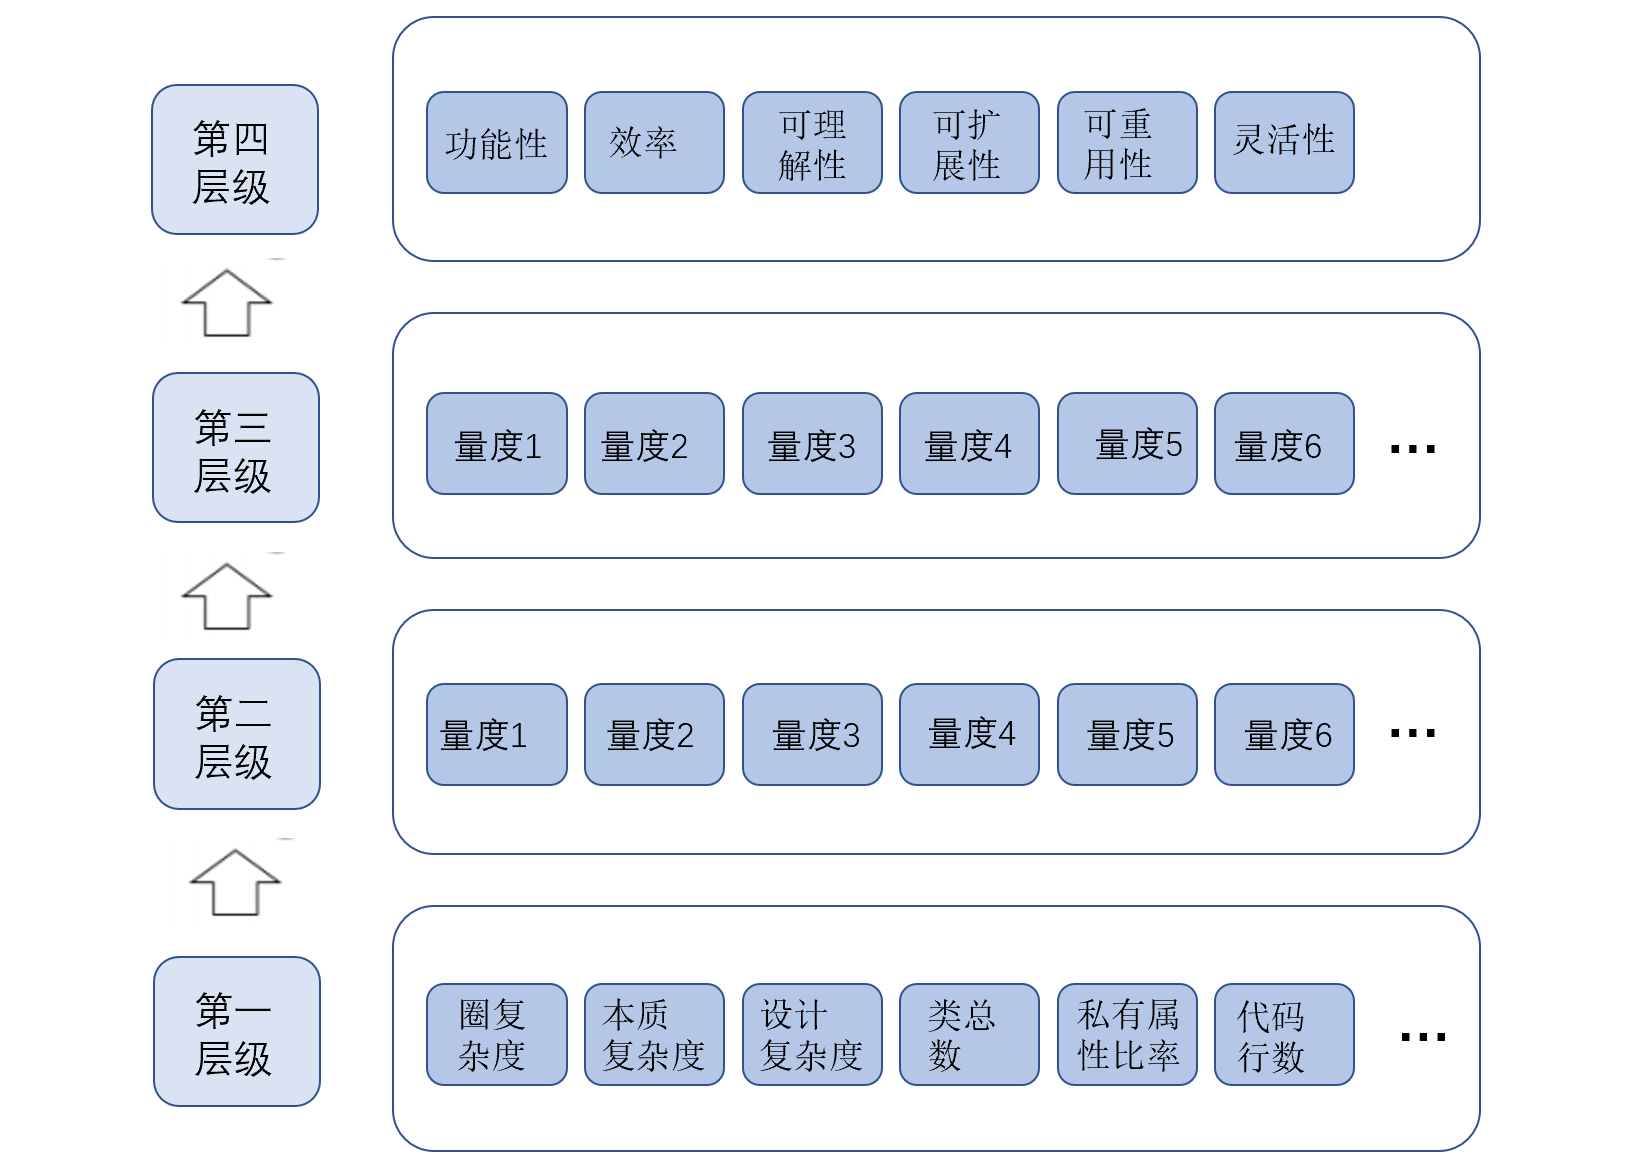 第四
层级
功能性
效率
可理
解性
可扩
展性
可重
用性
灵活性
第三
层级
量度1
量度2
量度3
量度4
量度5
量度6
...
第二
层级
量度1
量度2
量度3
量度4
量度5
量度6
...
第一
层级
圈复
杂度
本质
复杂度
设计
复杂度
类总
数
私有属
性比率
代码
行数
...